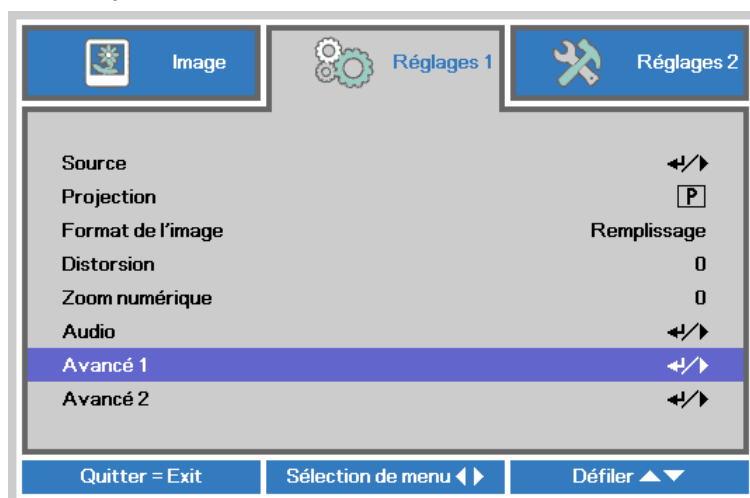 Image
Réglages 1
Réglages 2
Source
Projection P
Format de l'image Remplissage
Distorsion 0
Zoom numérique 0
Audio
Avancé 1
Avancé 2
Quitter = Exit Sélection de menu Défiler